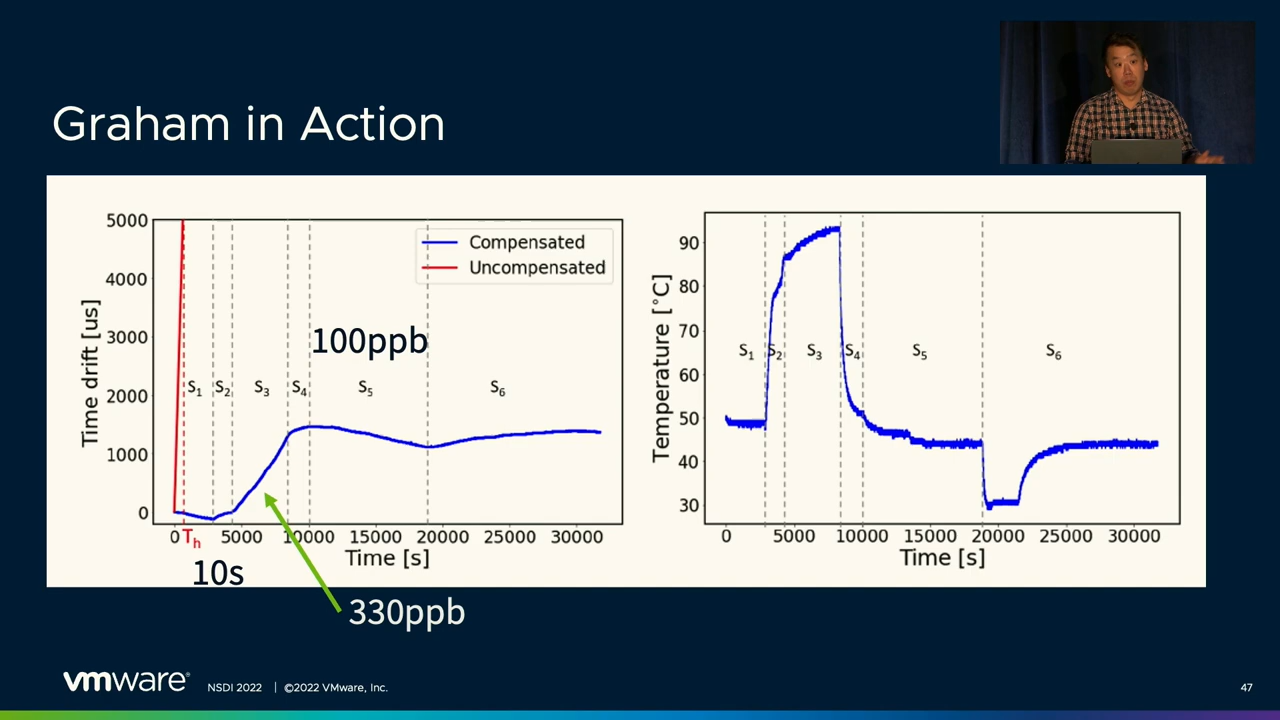 Graham in Action
5000
4000
3000
2000
1000
0
Time drift [us]
Compensated
Uncompensated
100ppb
S₁
S₂
S₃
S₄
S₅
S₆
0
Tₕ
5000
10000
15000
20000
25000
30000
Time [s]
10s
330ppb
90
80
70
60
50
40
30
Temperature [°C]
S₁
S₂
S₃
S₄
S₅
S₆
0
5000
10000
15000
20000
25000
30000
Time [s]
vmware®
NSDI 2022 | ©2022 VMware, Inc.
47